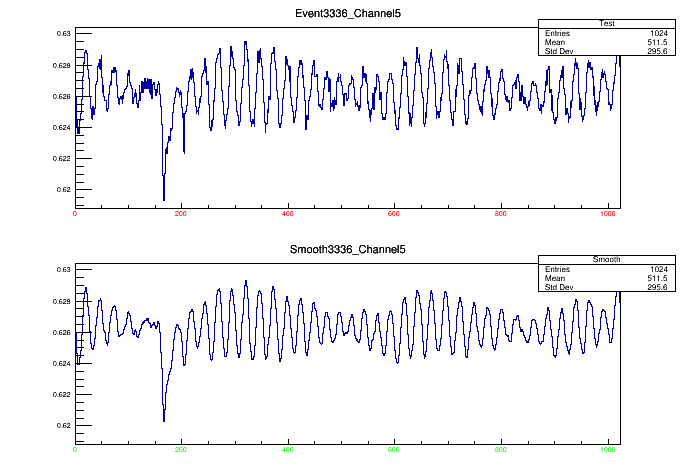 Event3336_Channel5
Test
Entries 1024
Mean 511.5
Std Dev 295.6
0.63
0.628
0.626
0.624
0.622
0.62
0 200 400 600 800 1000
Smooth3336_Channel5
Smooth
Entries 1024
Mean 511.5
Std Dev 295.6
0.63
0.628
0.626
0.624
0.622
0.62
0 200 400 600 800 1000